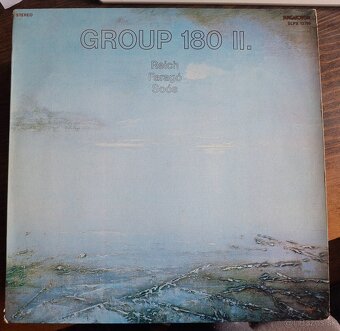 STEREO
HUNGAROTON
GROUP 180 II.
Reich
Faragó
Soós